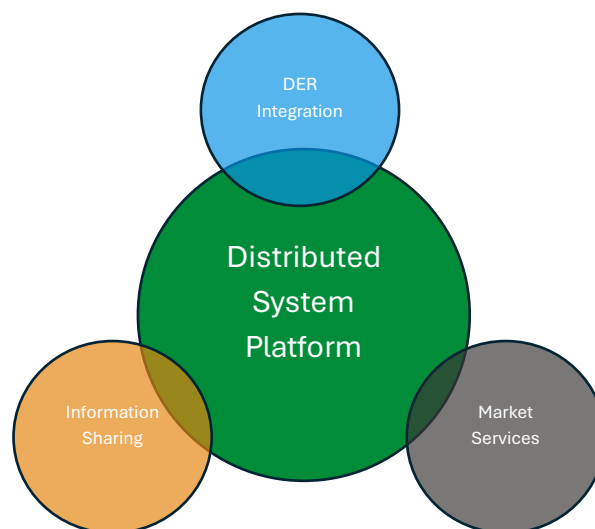 DER
Integration
Distributed
System
Platform
Information
Sharing
Market
Services